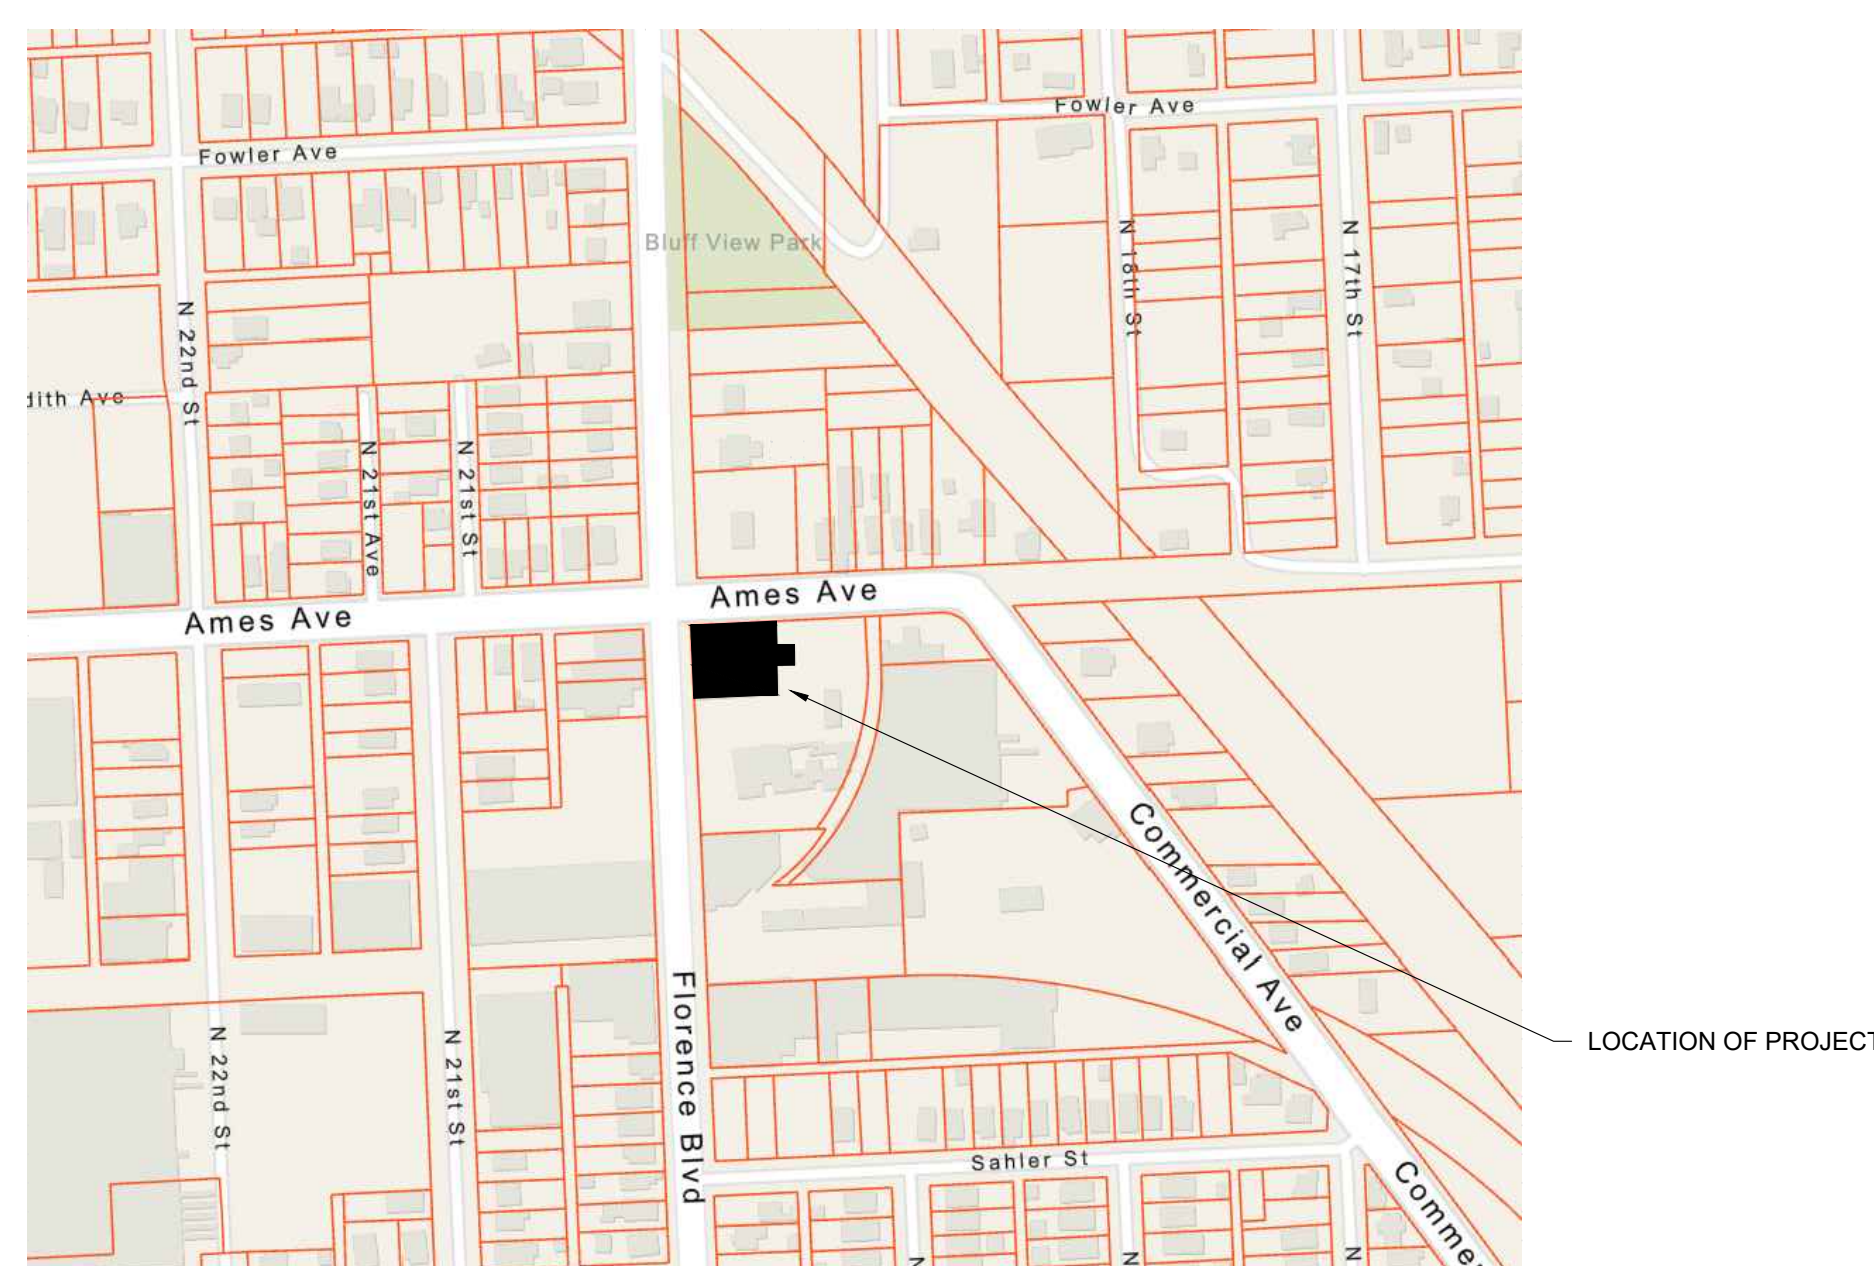 Fowler Ave
Fowler Ave
Bluff View Park
N 18th St
N 17th St
N 22nd St
dith Ave
N 21st Ave
N 21st St
Ames Ave
Ames Ave
Commercial Ave
Florence Blvd
N 22nd St
N 21st St
LOCATION OF PROJECT
Sahler St
Comme
N
N
N